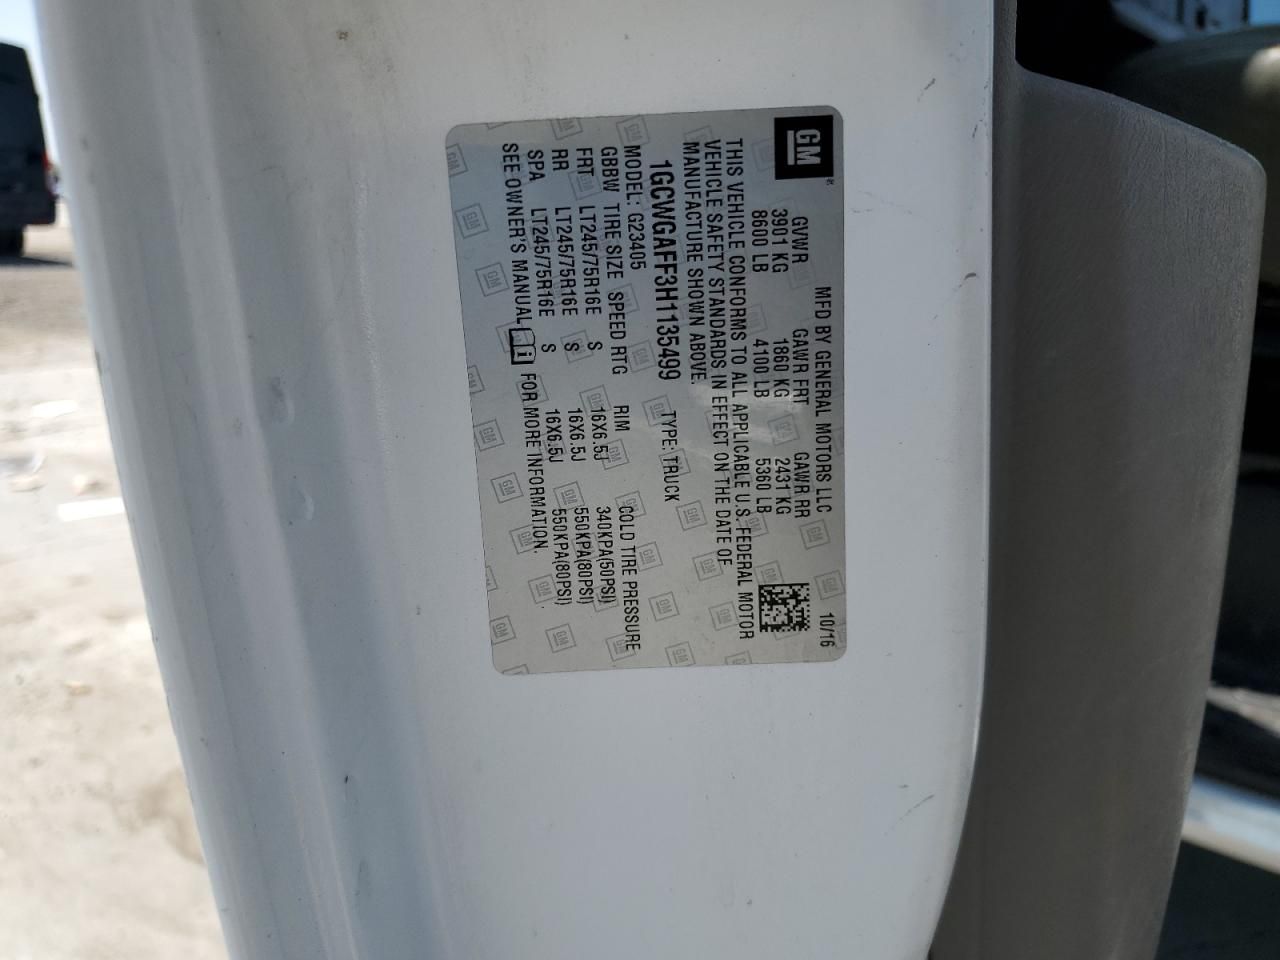 GM
MFD BY GENERAL MOTORS LLC 10/16
GVWR GAWR FRT GAWR RR
3901 KG 1860 KG 2431 KG
8600 LB 4100 LB 5360 LB
THIS VEHICLE CONFORMS TO ALL APPLICABLE U.S. FEDERAL MOTOR
VEHICLE SAFETY STANDARDS IN EFFECT ON THE DATE OF
MANUFACTURE SHOWN ABOVE.
1GCWGAFF3H1135499 TYPE: TRUCK
MODEL: G23405
GBBW TIRE SIZE SPEED RTG RIM COLD TIRE PRESSURE
FRT LT245/75R16E S 16X6.5J 340KPA(50PSI)
RR LT245/75R16E S 16X6.5J 550KPA(80PSI)
SPA LT245/75R16E S 16X6.5J 550KPA(80PSI)
SEE OWNER'S MANUAL i FOR MORE INFORMATION.